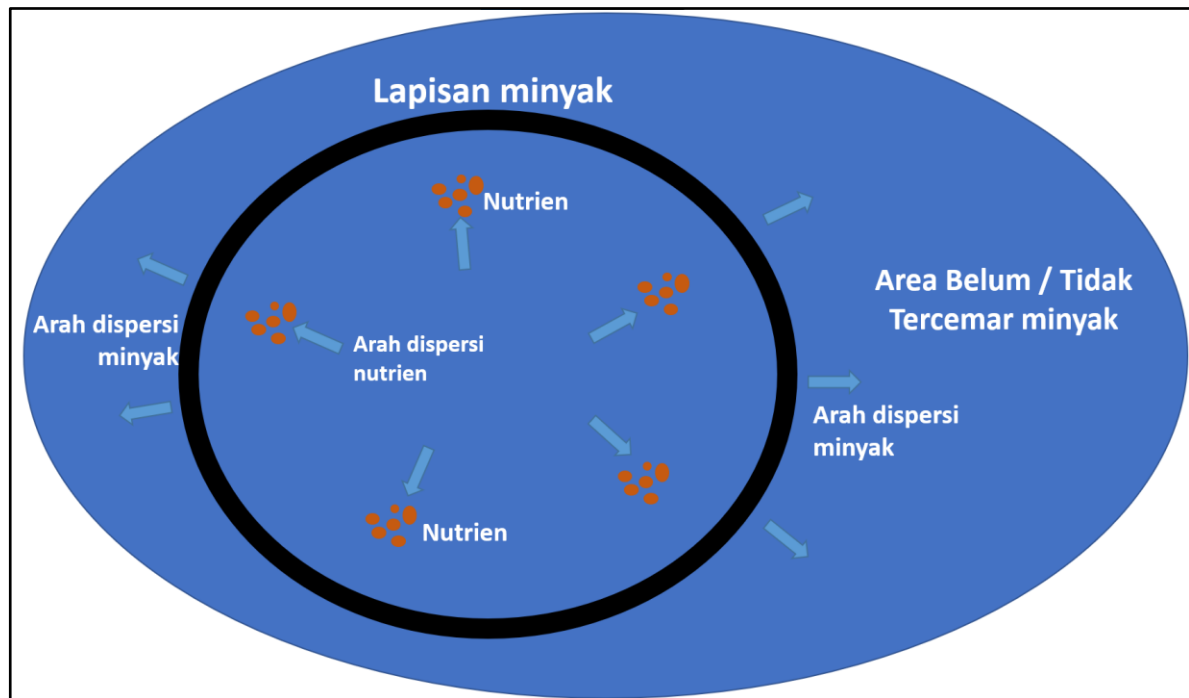 Lapisan minyak
Nutrien
Area Belum / Tidak
Tercemar minyak
Arah dispersi
minyak
Arah dispersi
nutrien
Arah dispersi
minyak
Nutrien